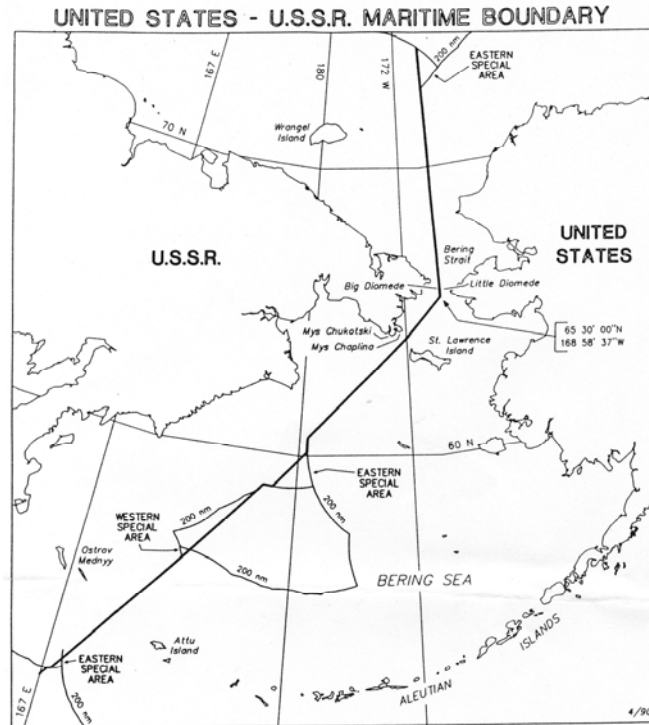 UNITED STATES - U.S.S.R. MARITIME BOUNDARY
167 E
180
172 W
200 nm
EASTERN
SPECIAL
AREA
Wrangel
Island
70 N
U.S.S.R.
UNITED
STATES
Bering
Strait
Big Diomede
Little Diomede
Mys Chukotski
Mys Chaplina
St. Lawrence
Island
65 30' 00"N
168 58' 37"W
60 N
EASTERN
SPECIAL
AREA
200 nm
200 nm
WESTERN
SPECIAL
AREA
Ostrov
Mednyy
200 nm
BERING SEA
Attu
Island
EASTERN
SPECIAL
AREA
167 E
200 nm
ALEUTIAN
ISLANDS
4/90